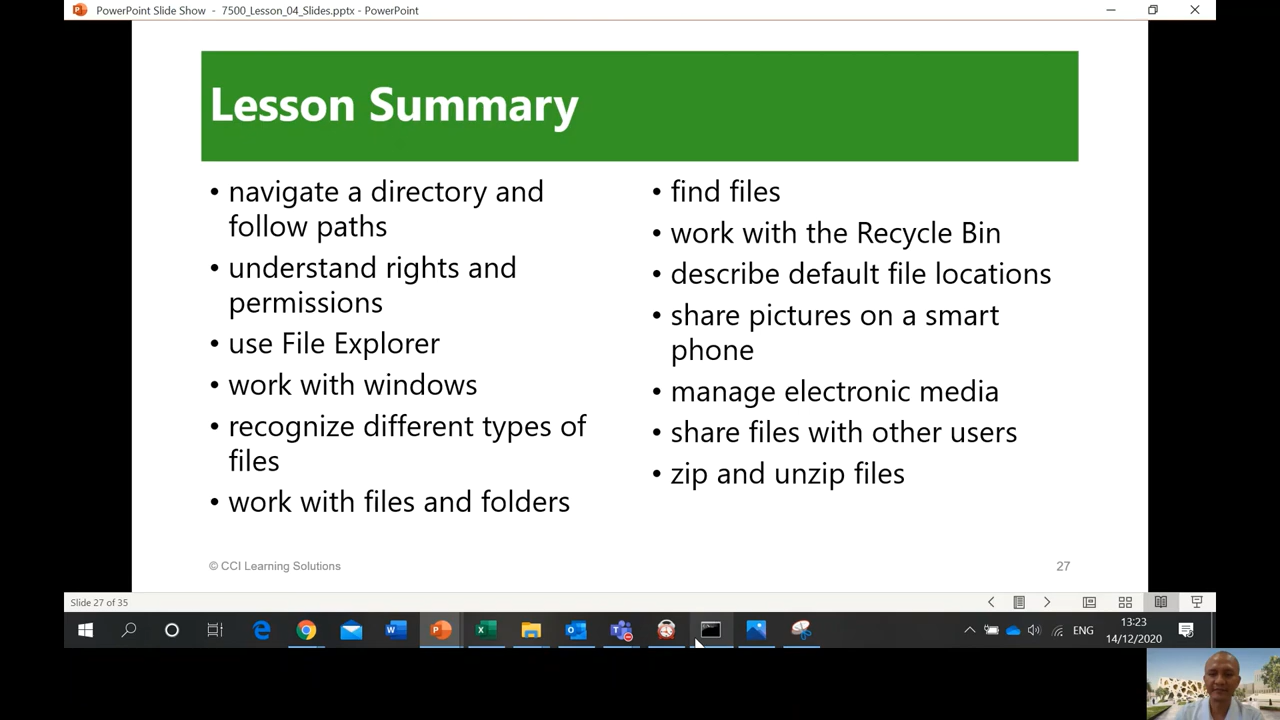 PowerPoint Slide Show - 7500_Lesson_04_Slides.pptx - PowerPoint
Lesson Summary
• navigate a directory and
follow paths
• understand rights and
permissions
• use File Explorer
• work with windows
• recognize different types of
files
• work with files and folders
• find files
• work with the Recycle Bin
• describe default file locations
• share pictures on a smart
phone
• manage electronic media
• share files with other users
• zip and unzip files
© CCI Learning Solutions
27
Slide 27 of 35
ENG
13:23
14/12/2020